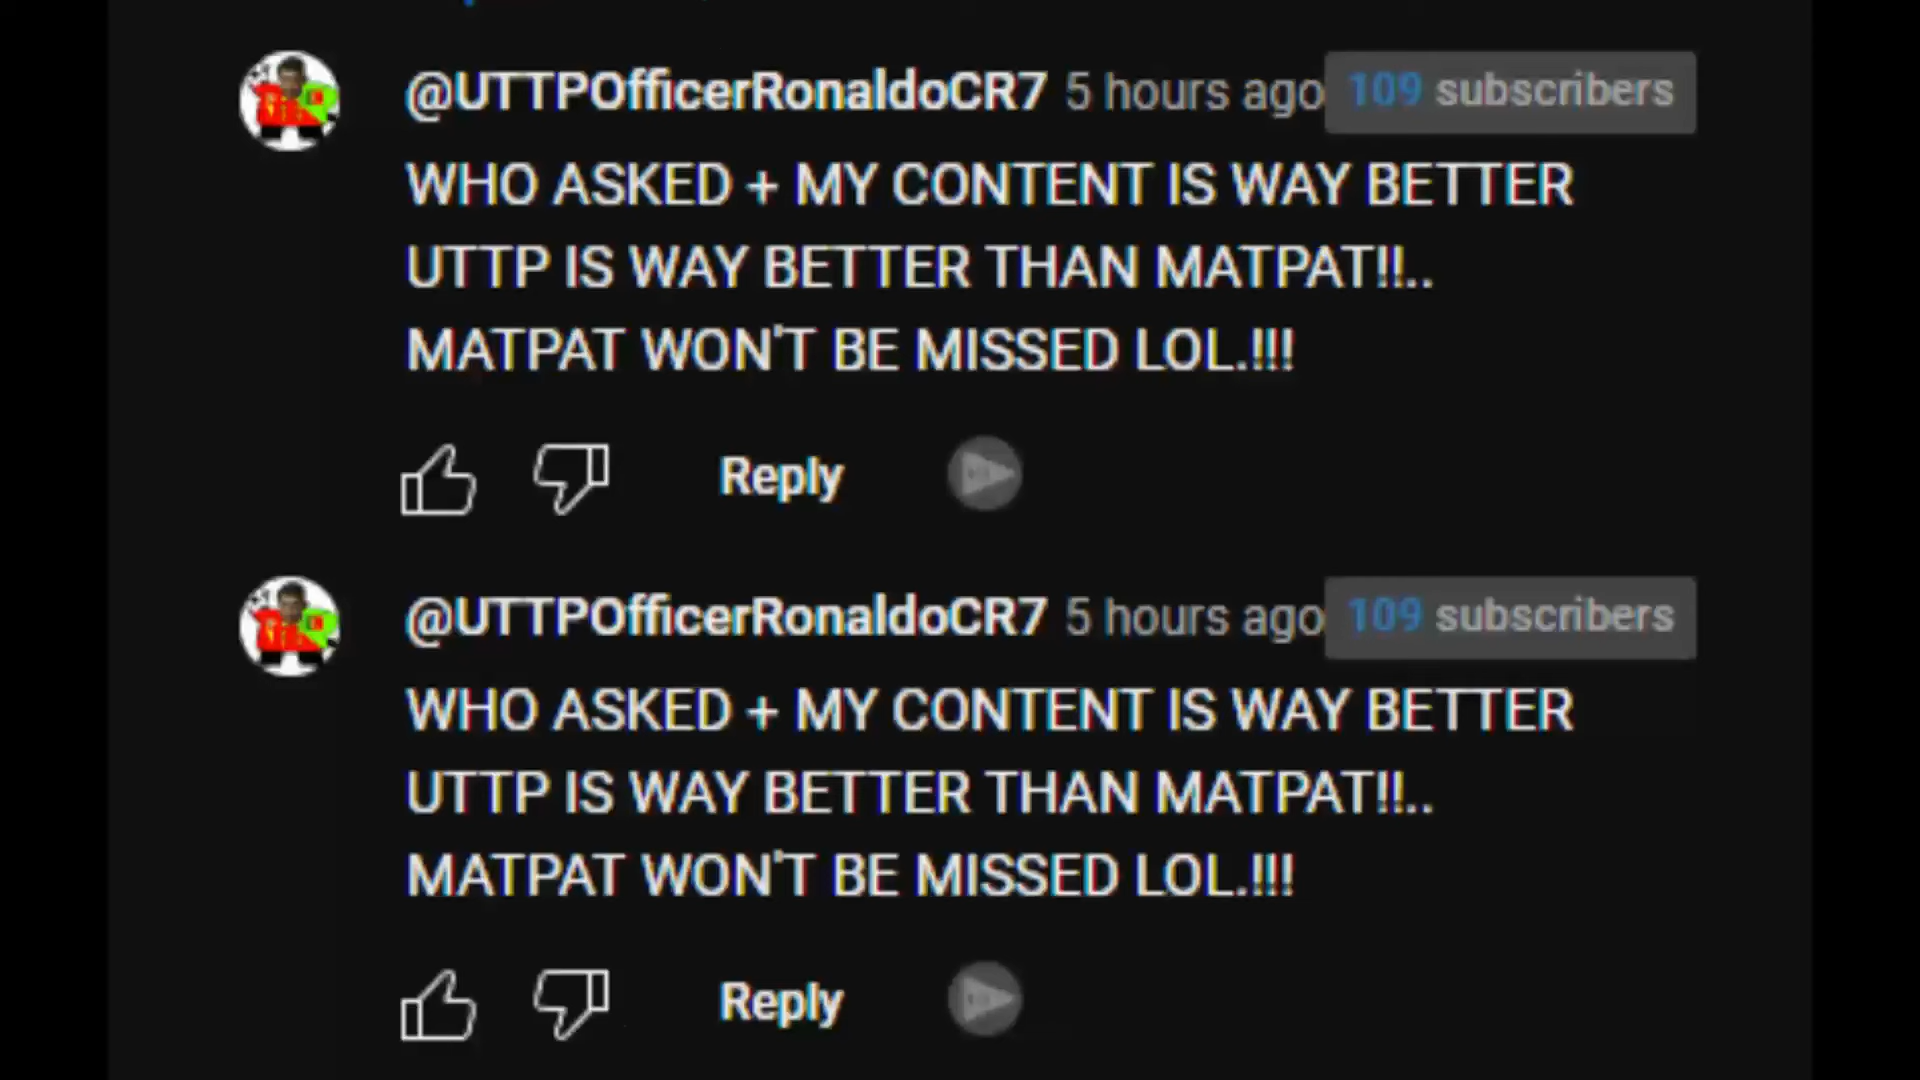 @UTTPOfficerRonaldoCR7 5 hours ago 109 subscribers
WHO ASKED + MY CONTENT IS WAY BETTER
UTTP IS WAY BETTER THAN MATPAT!!..
MATPAT WON'T BE MISSED LOL.!!!
Reply
@UTTPOfficerRonaldoCR7 5 hours ago 109 subscribers
WHO ASKED + MY CONTENT IS WAY BETTER
UTTP IS WAY BETTER THAN MATPAT!!..
MATPAT WON'T BE MISSED LOL.!!!
Reply